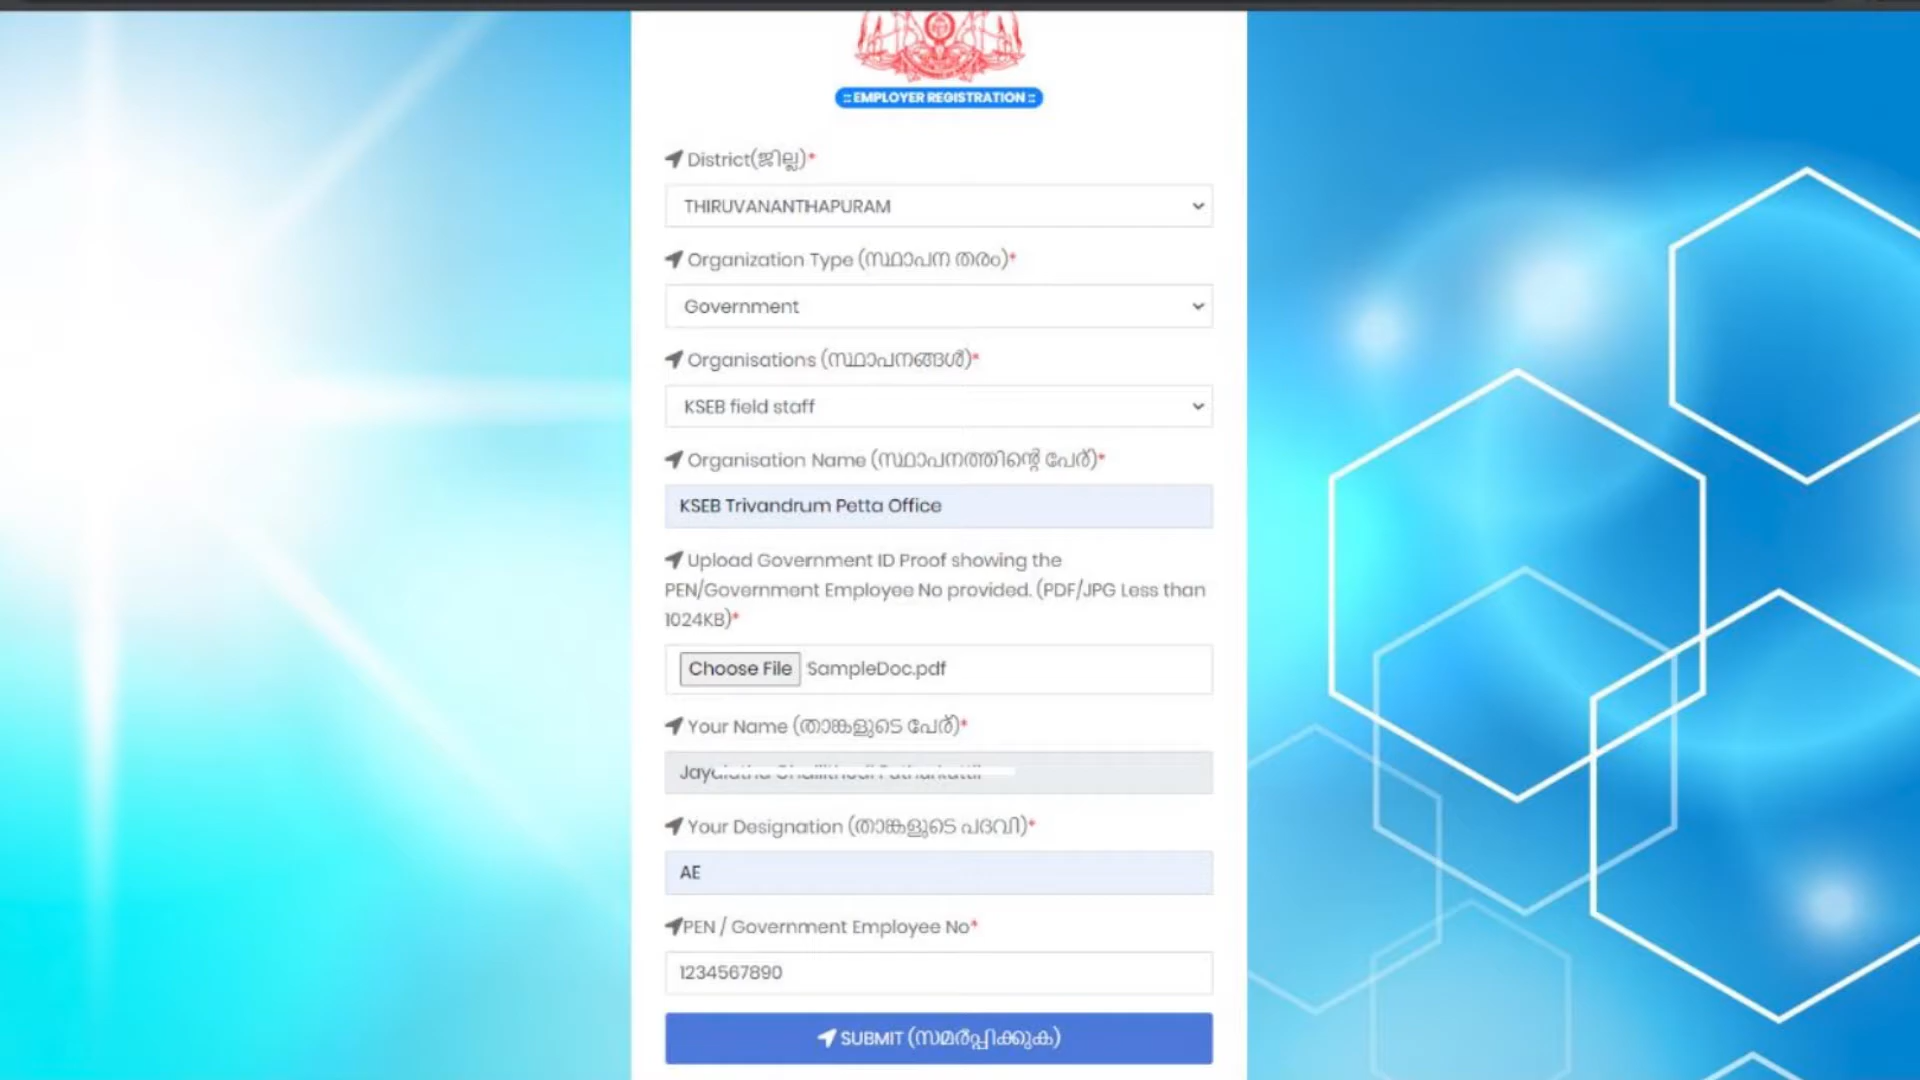 :: EMPLOYER REGISTRATION ::
District(ജില്ല)*
THIRUVANANTHAPURAM
Organization Type (സ്ഥാപന തരം)*
Government
Organisations (സ്ഥാപനങ്ങൾ)*
KSEB field staff
Organisation Name (സ്ഥാപനത്തിന്റെ പേര്)*
KSEB Trivandrum Petta Office
Upload Government ID Proof showing the
PEN/Government Employee No provided. (PDF/JPG Less than
1024KB)*
Choose File SampleDoc.pdf
Your Name (താങ്കളുടെ പേര്)*
Your Designation (താങ്കളുടെ പദവി)*
AE
PEN / Government Employee No*
1234567890
SUBMIT (സമർപ്പിക്കുക)